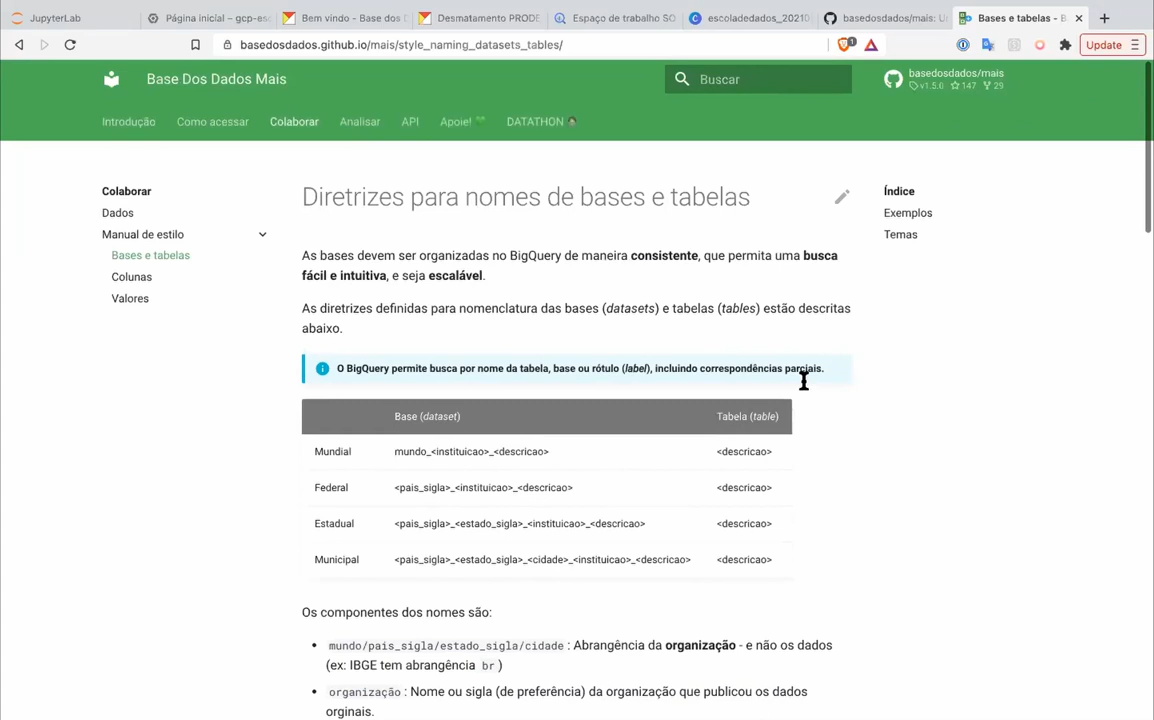 JupyterLab
Página inicial – gcp-esc
Bem vindo - Base dos D
Desmatamento PRODE
Espaço de trabalho SQ
escoladedados_20210
basedosdados/mais: U
Bases e tabelas - B
basedosdados.github.io/mais/style_naming_datasets_tables/
1
Update
Base Dos Dados Mais
Buscar
basedosdados/mais
v1.5.6 147 29
Introdução Como acessar Colaborar Analisar API Apoie! DATATHON
Colaborar
Dados
Manual de estilo
Bases e tabelas
Colunas
Valores
Diretrizes para nomes de bases e tabelas
As bases devem ser organizadas no BigQuery de maneira consistente, que permita uma busca
fácil e intuitiva, e seja escalável.
As diretrizes definidas para nomenclatura das bases (datasets) e tabelas (tables) estão descritas
abaixo.
O BigQuery permite busca por nome da tabela, base ou rótulo (label), incluindo correspondências parciais.
Base (dataset) Tabela (table)
Mundial mundo_<instituicao>_<descricao> <descricao>
Federal <pais_sigla>_<instituicao>_<descricao> <descricao>
Estadual <pais_sigla>_<estado_sigla>_<instituicao>_<descricao> <descricao>
Municipal <pais_sigla>_<estado_sigla>_<cidade>_<instituicao>_<descricao> <descricao>
Os componentes dos nomes são:
• mundo/pais_sigla/estado_sigla/cidade : Abrangência da organização - e não os dados
(ex: IBGE tem abrangência br )
• organização : Nome ou sigla (de preferência) da organização que publicou os dados
orginais.
Índice
Exemplos
Temas